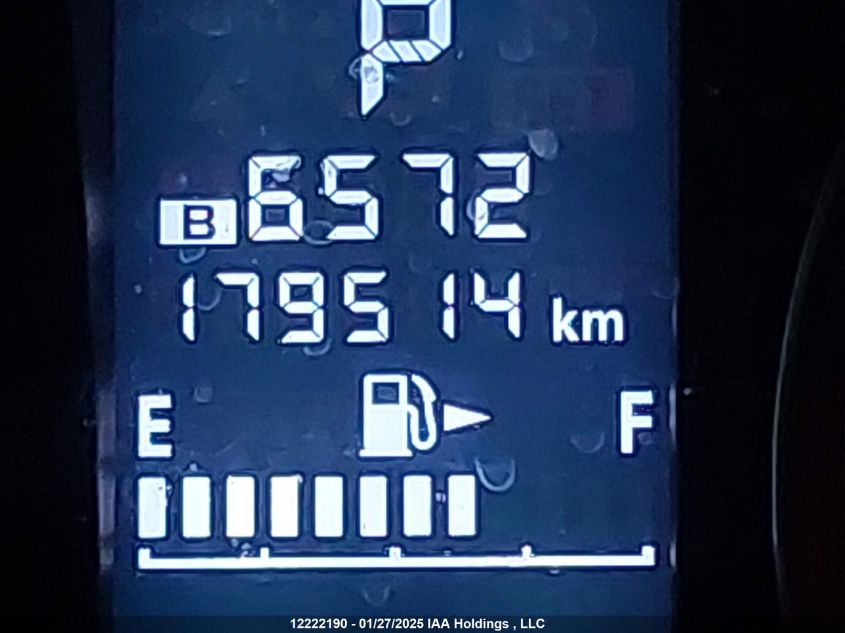 P
B 6572
179514 km
E F
12222190 - 01/27/2025 IAA Holdings , LLC